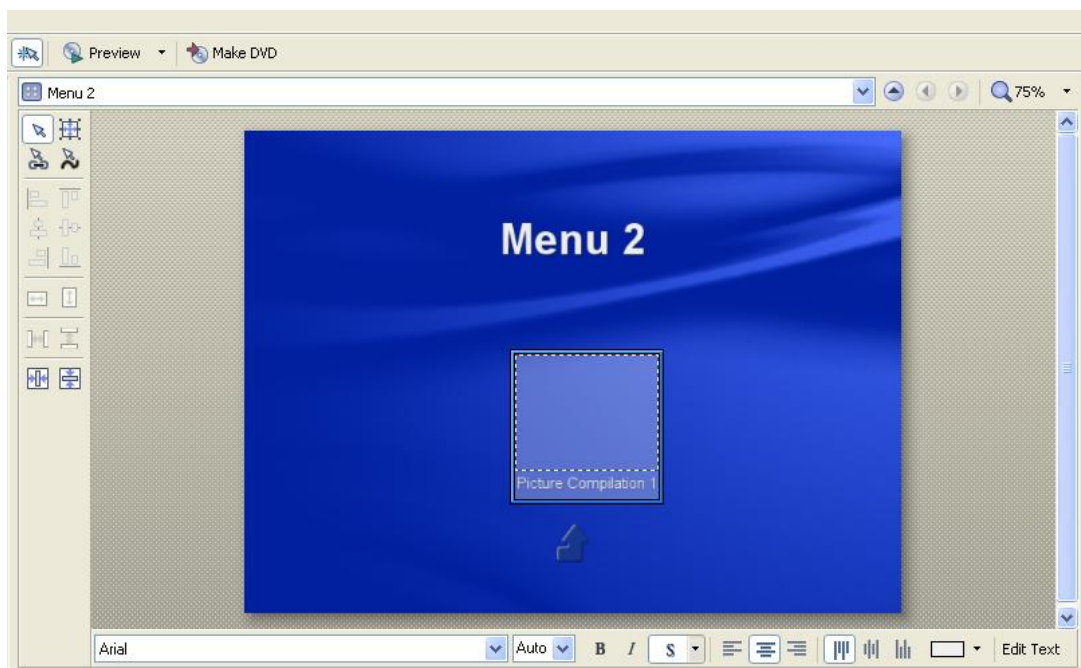 Preview Make DVD
Menu 2 75%
Menu 2
Picture Compilation 1
Arial Auto B I S Edit Text